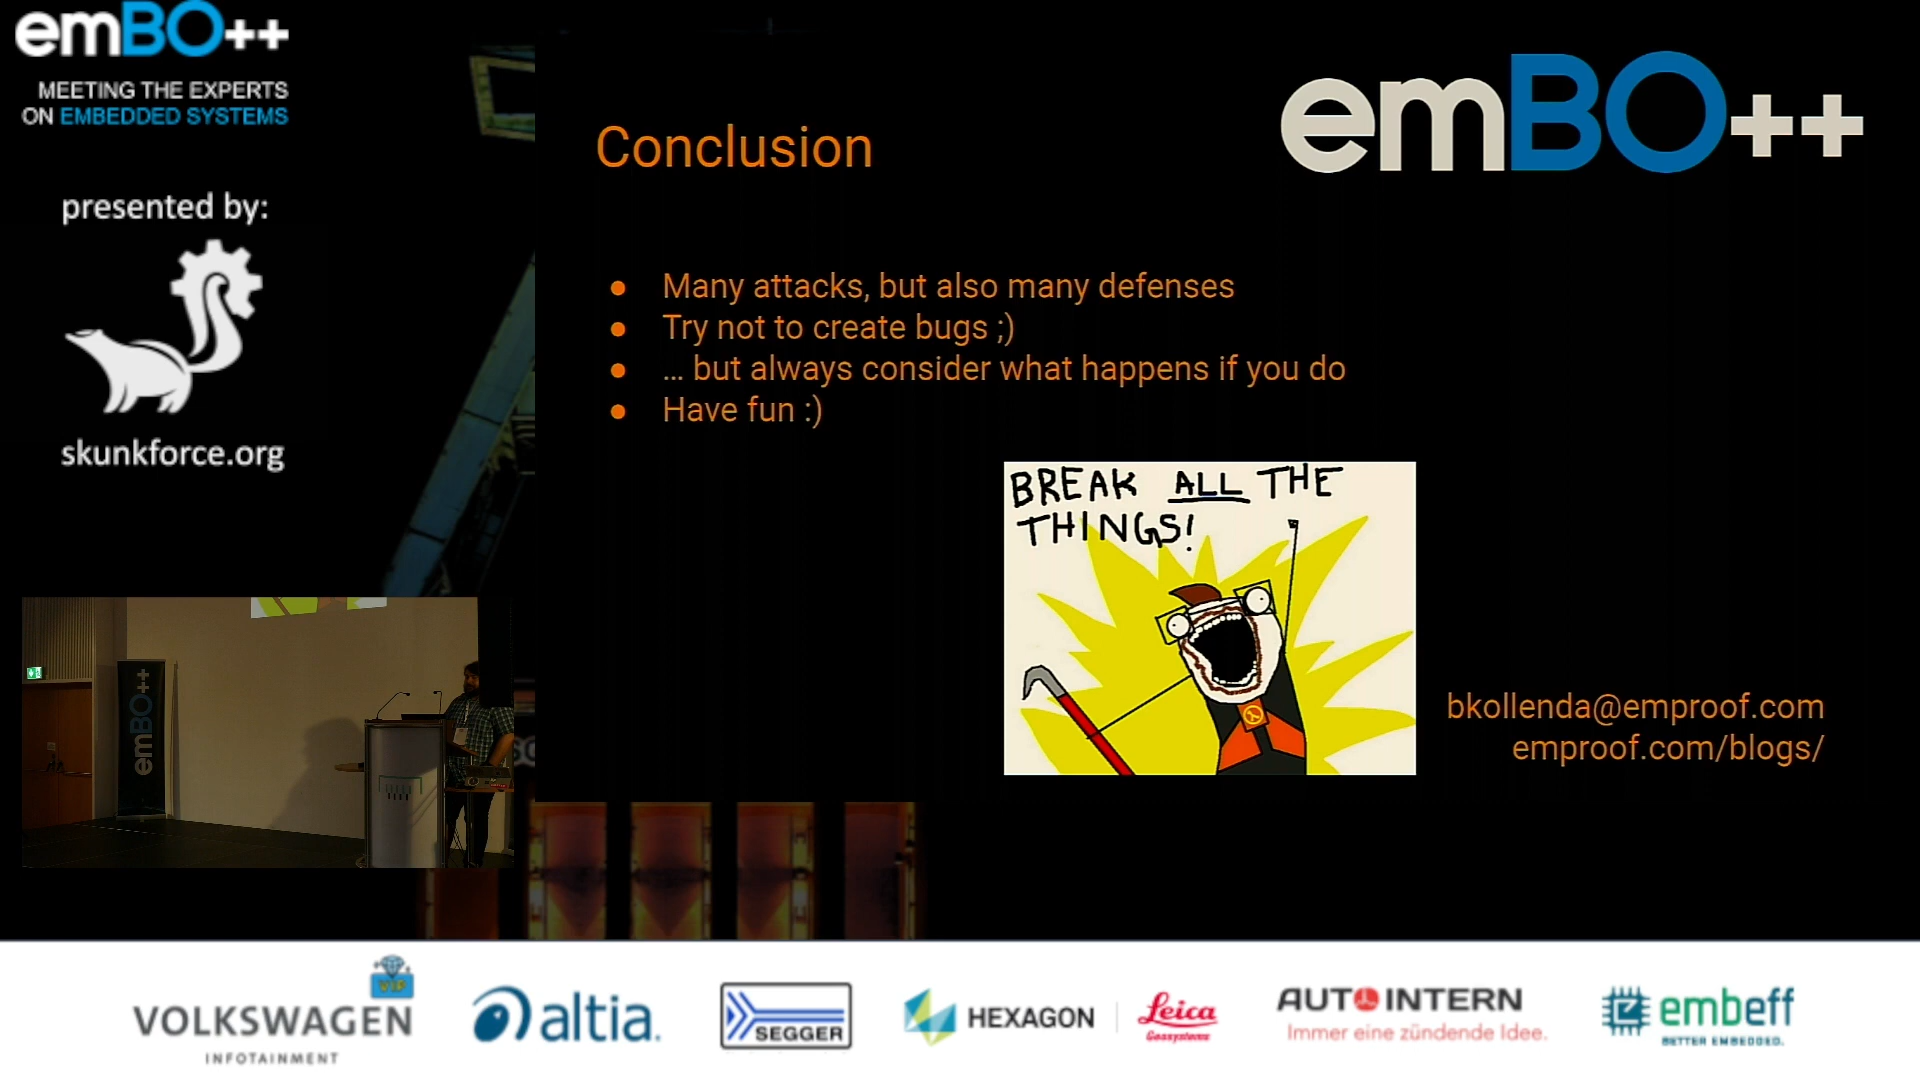 emBO++
MEETING THE EXPERTS
ON EMBEDDED SYSTEMS
presented by:
skunkforce.org
emBO++
Conclusion
● Many attacks, but also many defenses
● Try not to create bugs ;)
● ... but always consider what happens if you do
● Have fun :)
BREAK ALL THE
THINGS!
bkollenda@emproof.com
emproof.com/blogs/
emBO++
VIP
VOLKSWAGEN
INFOTAINMENT
altia.
SEGGER
HEXAGON
Leica
Geosystems
AUTOINTERN
Immer eine zündende Idee.
embeff
BETTER EMBEDDED.